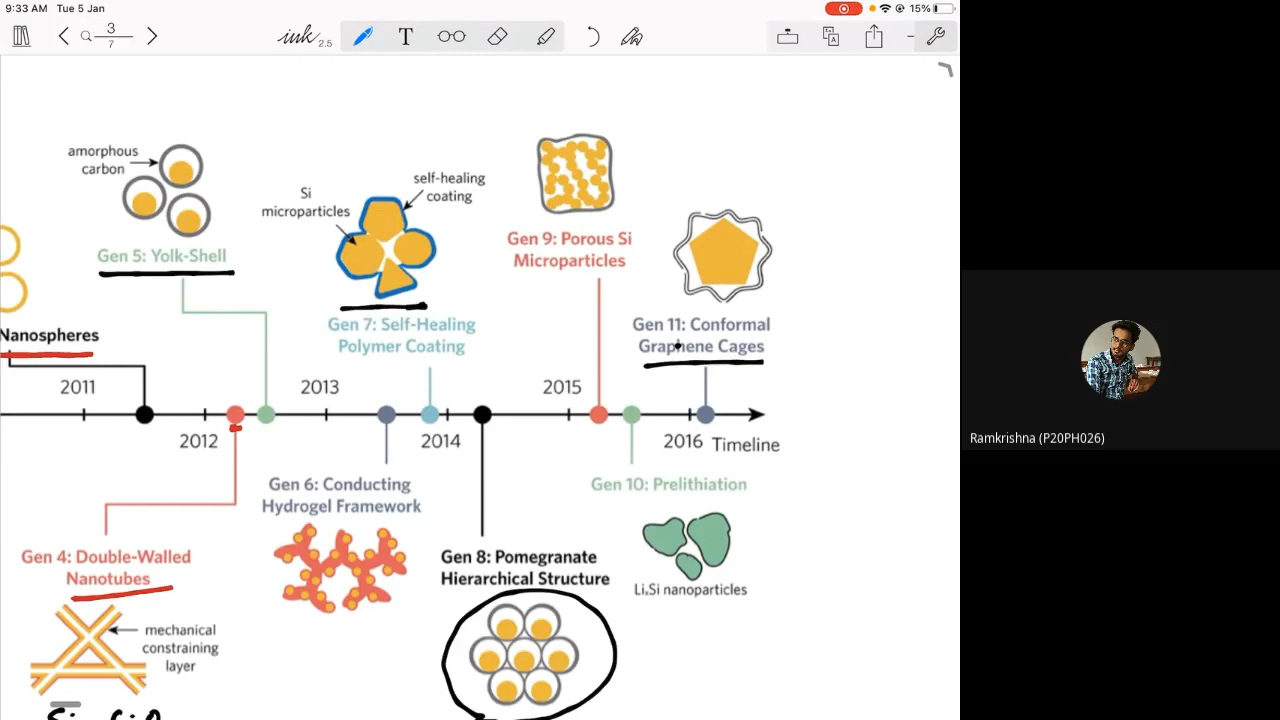 9:33 AM Tue 5 Jan
15%
3
7
ink 2.5
T
amorphous
carbon
Gen 5: Yolk-Shell
Si
microparticles
self-healing
coating
Gen 7: Self-Healing
Polymer Coating
Gen 9: Porous Si
Microparticles
Gen 11: Conformal
Graphene Cages
Nanospheres
2011
2013
2015
2012
2014
2016
Timeline
Gen 6: Conducting
Hydrogel Framework
Gen 10: Prelithiation
Gen 4: Double-Walled
Nanotubes
Gen 8: Pomegranate
Hierarchical Structure
LiₓSi nanoparticles
mechanical
constraining
layer
Ramkrishna (P20PH026)